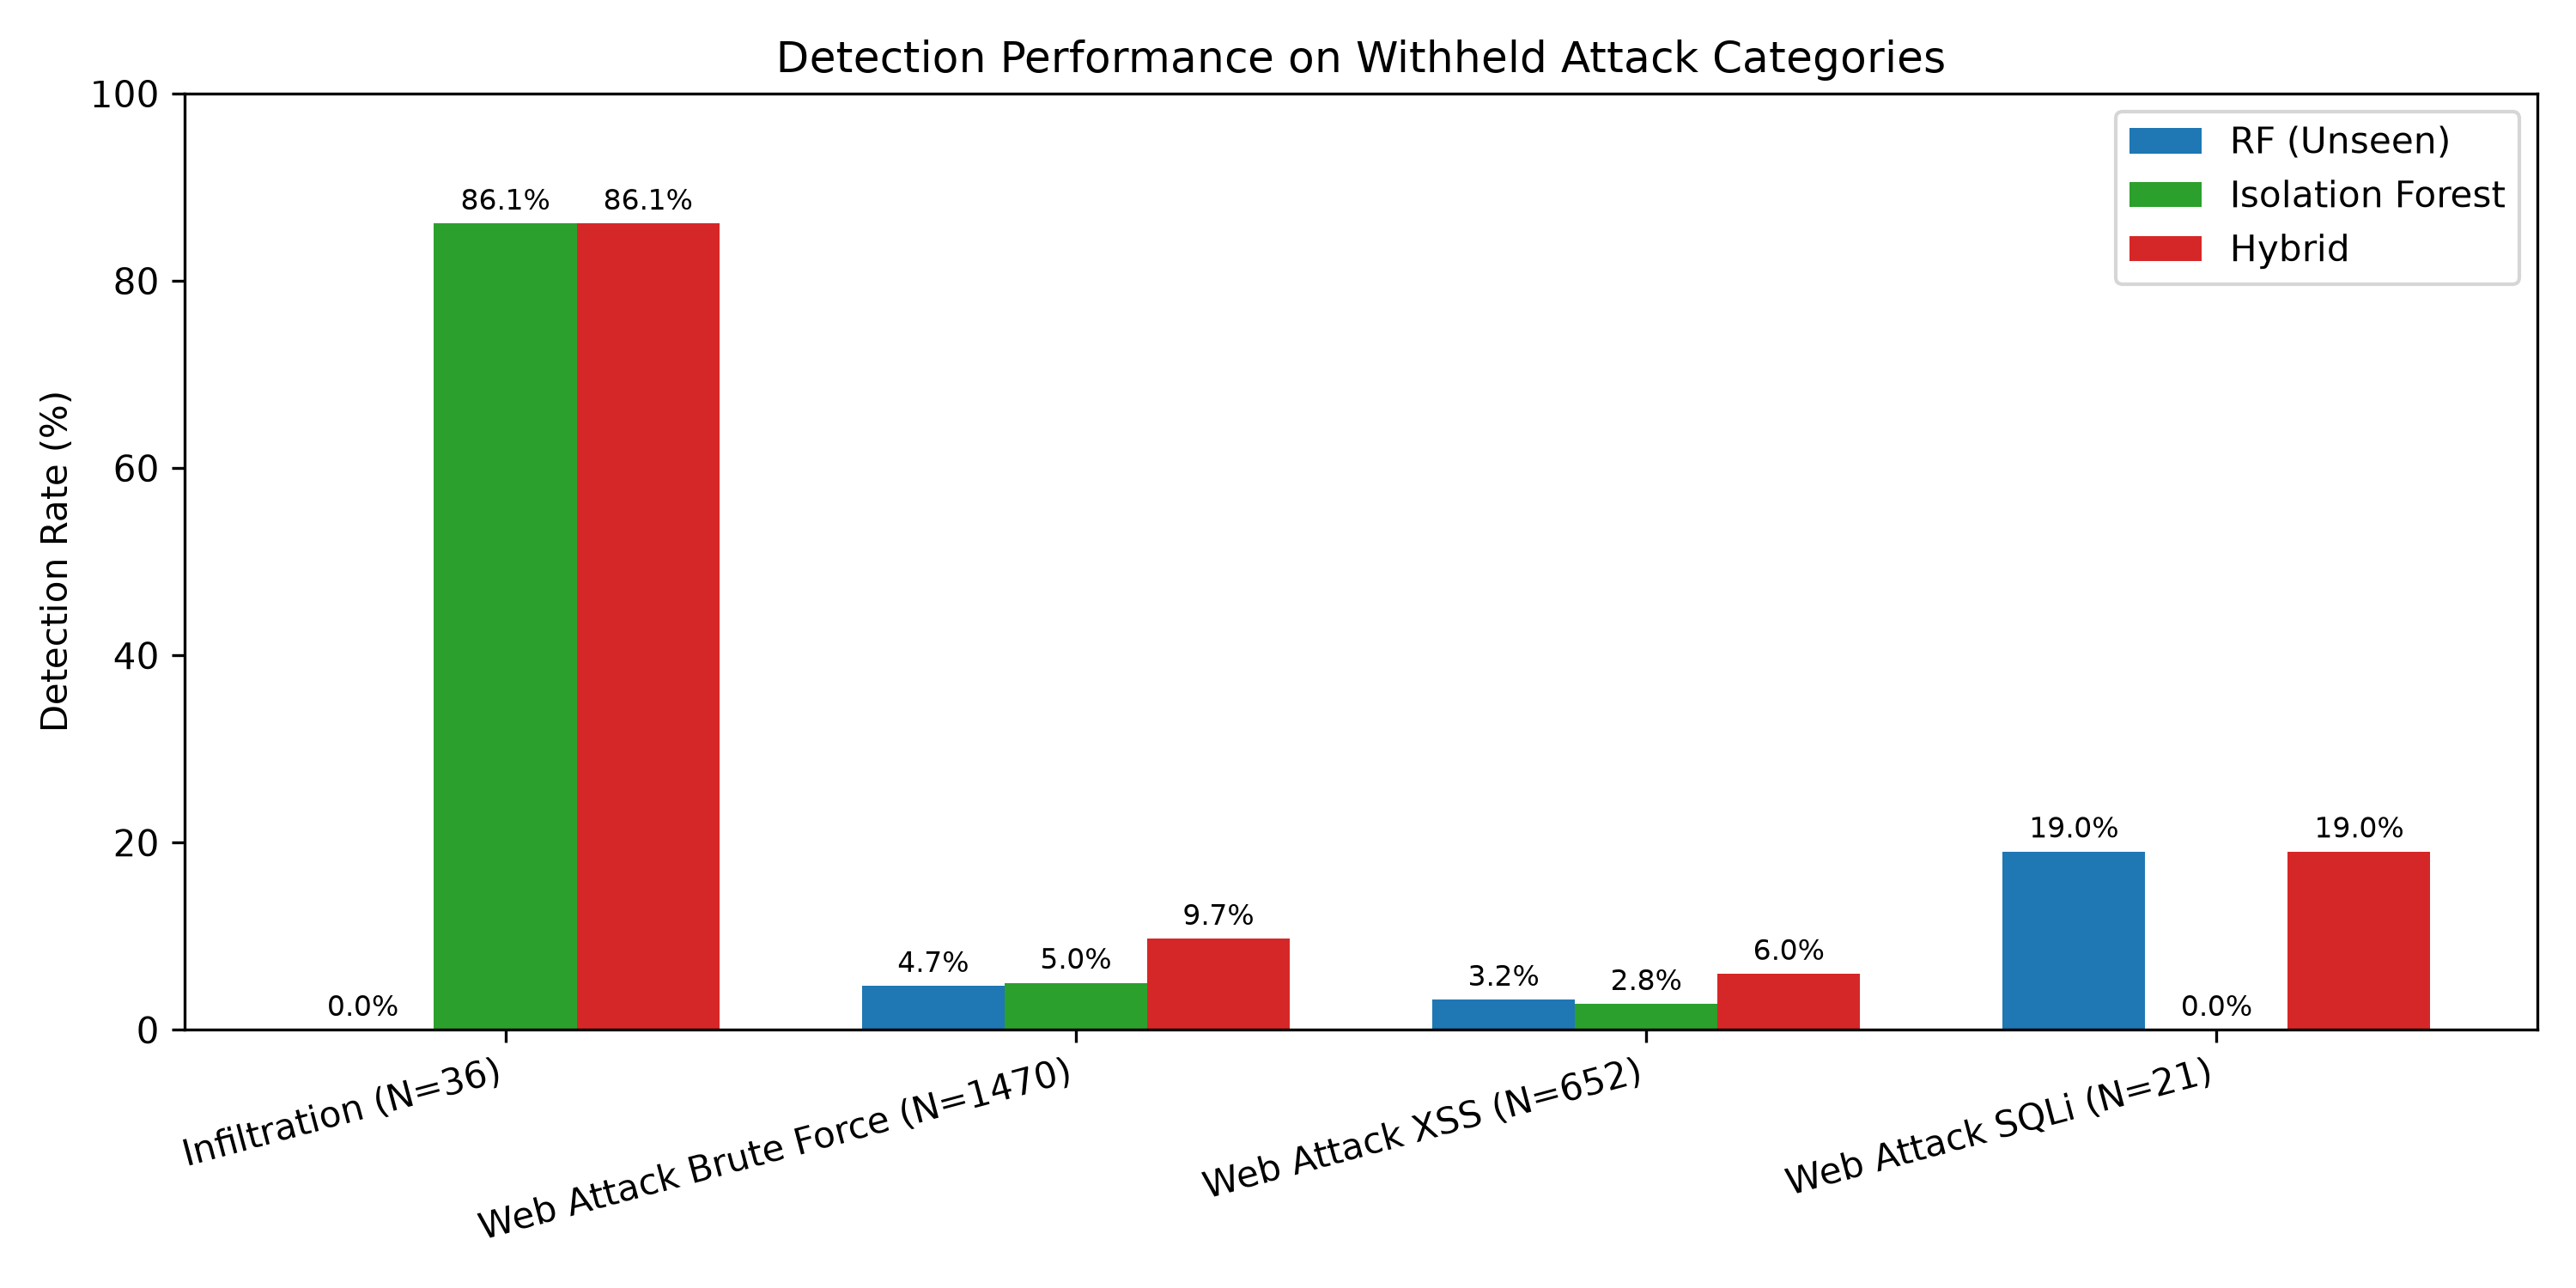 Detection Performance on Withheld Attack Categories
Detection Rate (%)
100
80
60
40
20
0
RF (Unseen)
Isolation Forest
Hybrid
0.0%
86.1%
86.1%
4.7%
5.0%
9.7%
3.2%
2.8%
6.0%
19.0%
0.0%
19.0%
Infiltration (N=36)
Web Attack Brute Force (N=1470)
Web Attack XSS (N=652)
Web Attack SQLi (N=21)